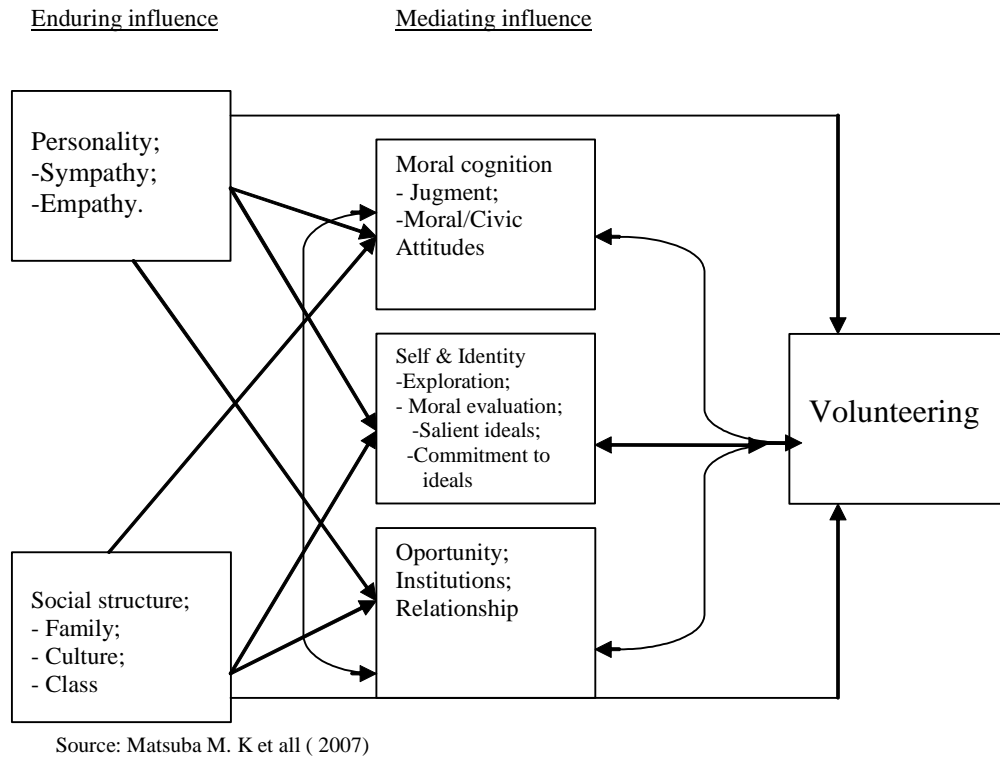 Enduring influence
Mediating influence
Personality;
-Sympathy;
-Empathy.
Moral cognition
- Jugment;
-Moral/Civic
Attitudes
Self & Identity
-Exploration;
- Moral evaluation;
-Salient ideals;
-Commitment to
ideals
Volunteering
Social structure;
- Family;
- Culture;
- Class
Oportunity;
Institutions;
Relationship
Source: Matsuba M. K et all ( 2007)